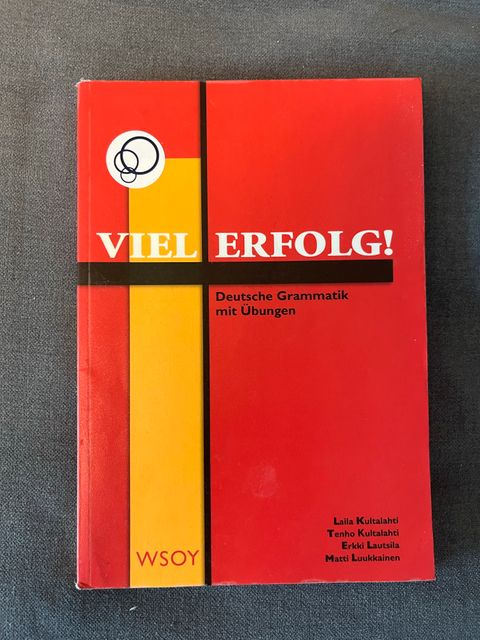 VIEL ERFOLG!
Deutsche Grammatik
mit Übungen
Laila Kultalahti
Tenho Kultalahti
Erkki Lautsila
Matti Luukkainen
WSOY